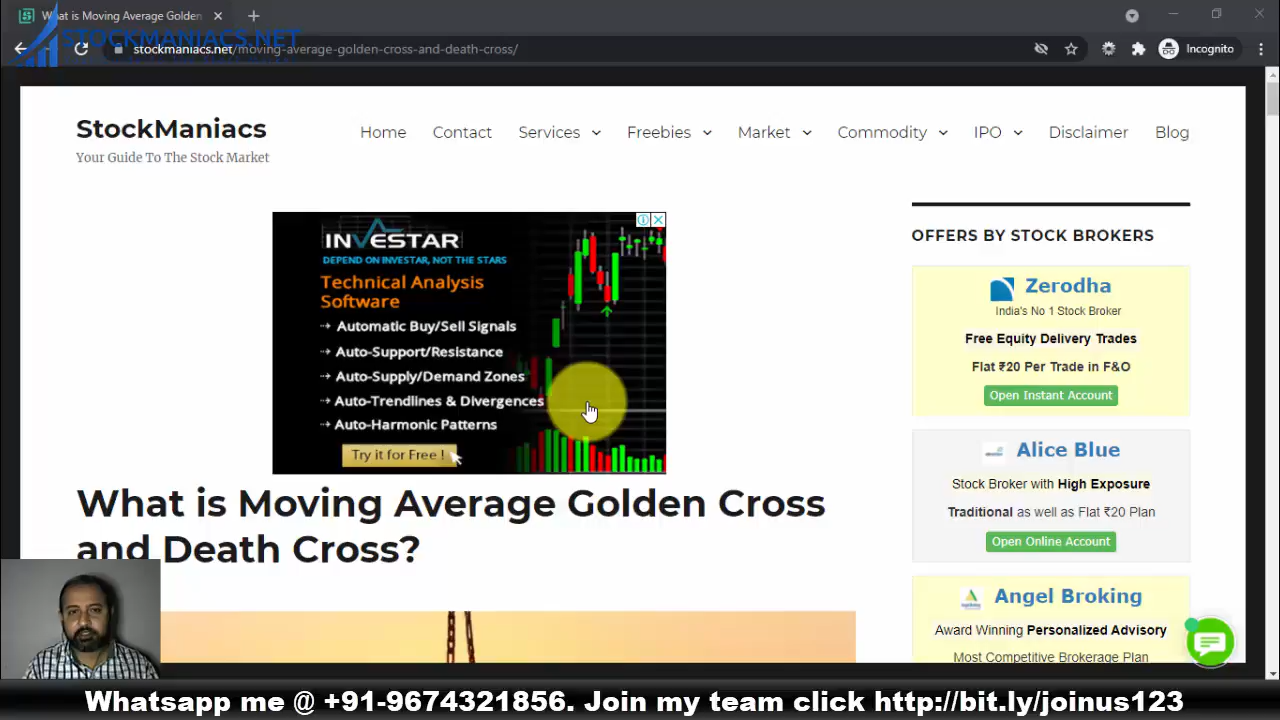 What is Moving Average Golden
STOCKMANIACS.NET
stockmaniacs.net/moving-average-golden-cross-and-death-cross/
Incognito
StockManiacs
Your Guide To The Stock Market
Home Contact Services Freebies Market Commodity IPO Disclaimer Blog
INVESTAR
DEPEND ON INVESTAR, NOT THE STARS
Technical Analysis
Software
Automatic Buy/Sell Signals
Auto-Support/Resistance
Auto-Supply/Demand Zones
Auto-Trendlines & Divergences
Auto-Harmonic Patterns
Try it for Free !
What is Moving Average Golden Cross
and Death Cross?
OFFERS BY STOCK BROKERS
Zerodha
India's No 1 Stock Broker
Free Equity Delivery Trades
Flat ₹20 Per Trade in F&O
Open Instant Account
Alice Blue
Stock Broker with High Exposure
Traditional as well as Flat ₹20 Plan
Open Online Account
Angel Broking
Award Winning Personalized Advisory
Most Competitive Brokerage Plan
Whatsapp me @ +91-9674321856. Join my team click http://bit.ly/joinus123